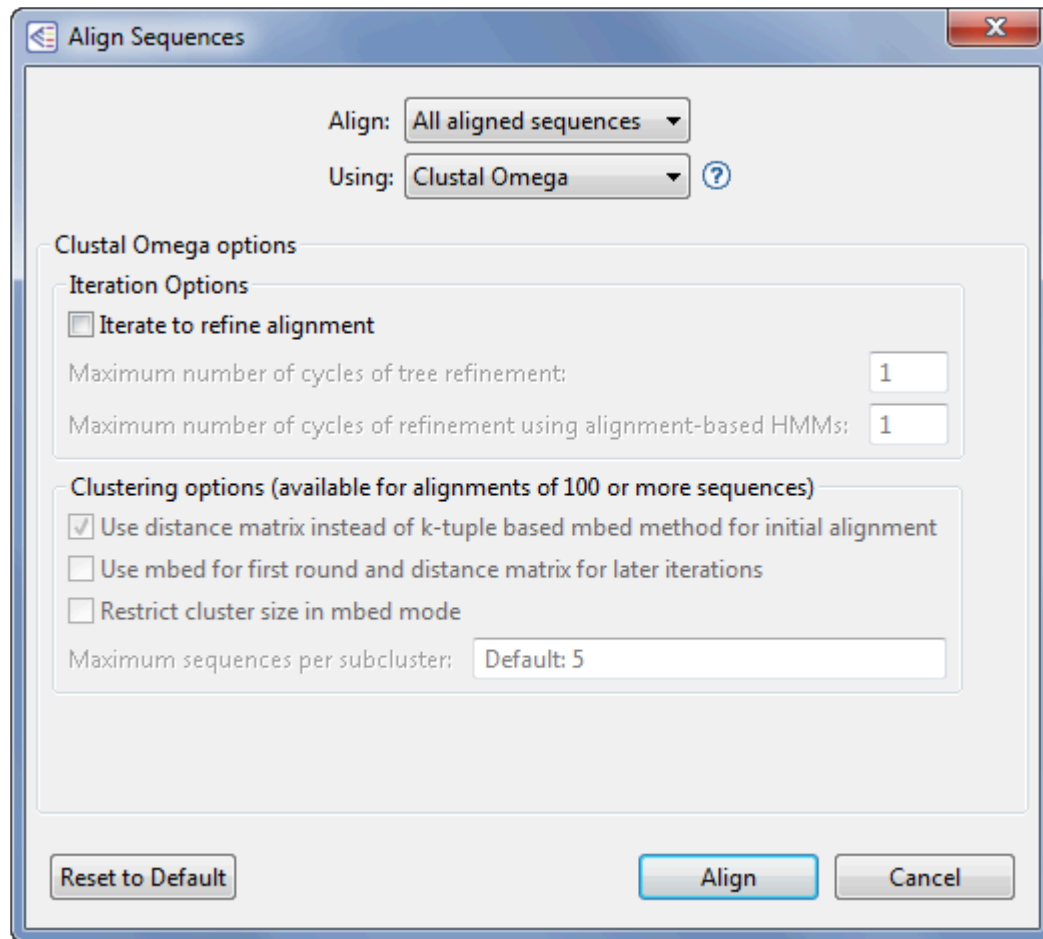 Align Sequences
Align: All aligned sequences
Using: Clustal Omega ?
Clustal Omega options
Iteration Options
Iterate to refine alignment
Maximum number of cycles of tree refinement: 1
Maximum number of cycles of refinement using alignment-based HMMs: 1
Clustering options (available for alignments of 100 or more sequences)
Use distance matrix instead of k-tuple based mbed method for initial alignment
Use mbed for first round and distance matrix for later iterations
Restrict cluster size in mbed mode
Maximum sequences per subcluster: Default: 5
Reset to Default Align Cancel